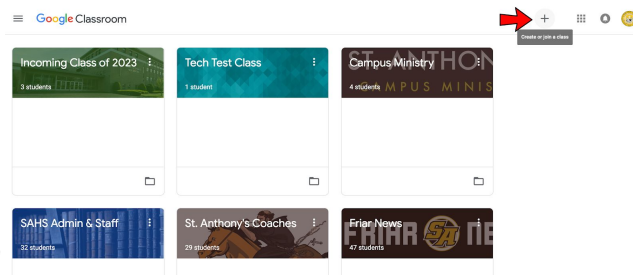 Google Classroom
Create or join a class
Incoming Class of 2023
3 students
Tech Test Class
1 student
ST. ANTHON
Campus Ministry
4 students
CAMPUS MINIS
SAHS Admin & Staff
32 students
St. Anthony's Coaches
29 students
FRIAR SA NE
Friar News
47 students